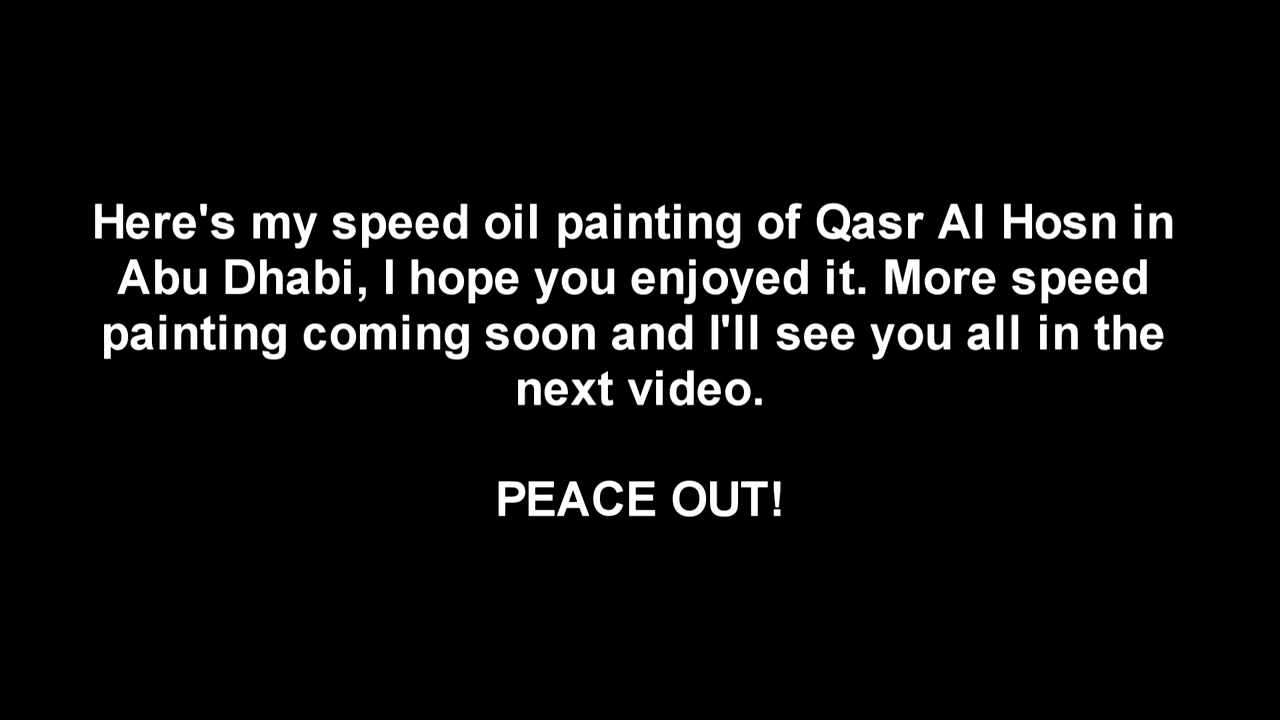 Here's my speed oil painting of Qasr Al Hosn in
Abu Dhabi, I hope you enjoyed it. More speed
painting coming soon and I'll see you all in the
next video.
PEACE OUT!